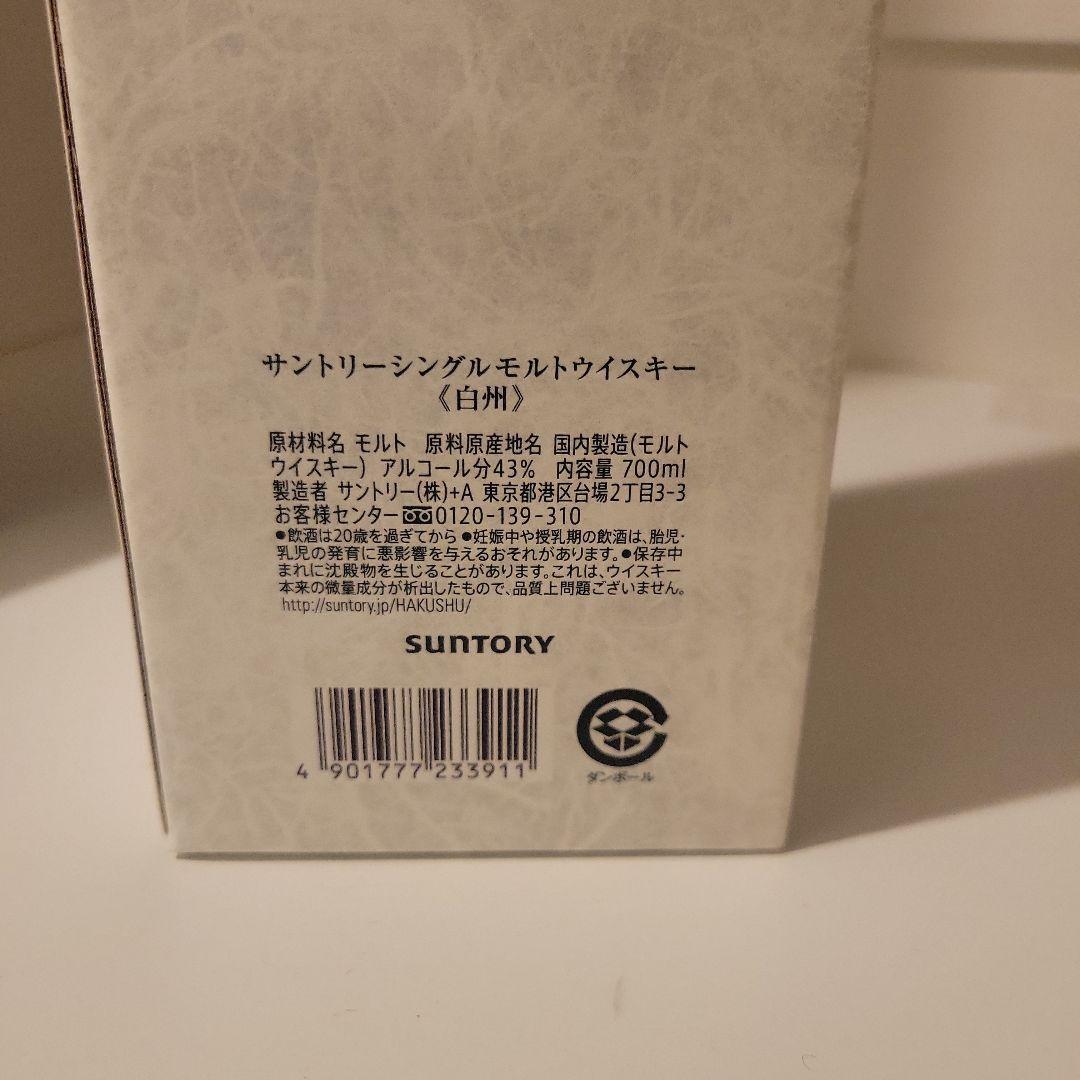 サントリーシングルモルトウイスキー
《白州》
原材料名 モルト 原料原産地名 国内製造(モルト
ウイスキー) アルコール分43% 内容量 700ml
製造者 サントリー(株)+A 東京都港区台場2丁目3-3
お客様センター 0120-139-310
●飲酒は20歳を過ぎてから ●妊娠中や授乳期の飲酒は、胎児・
乳児の発育に悪影響を与えるおそれがあります。●保存中
まれに沈殿物を生じることがあります。これは、ウイスキー
本来の微量成分が析出したもので、品質上問題ございません。
http://suntory.jp/HAKUSHU/
SUNTORY
4 901777 233911
ダンボール